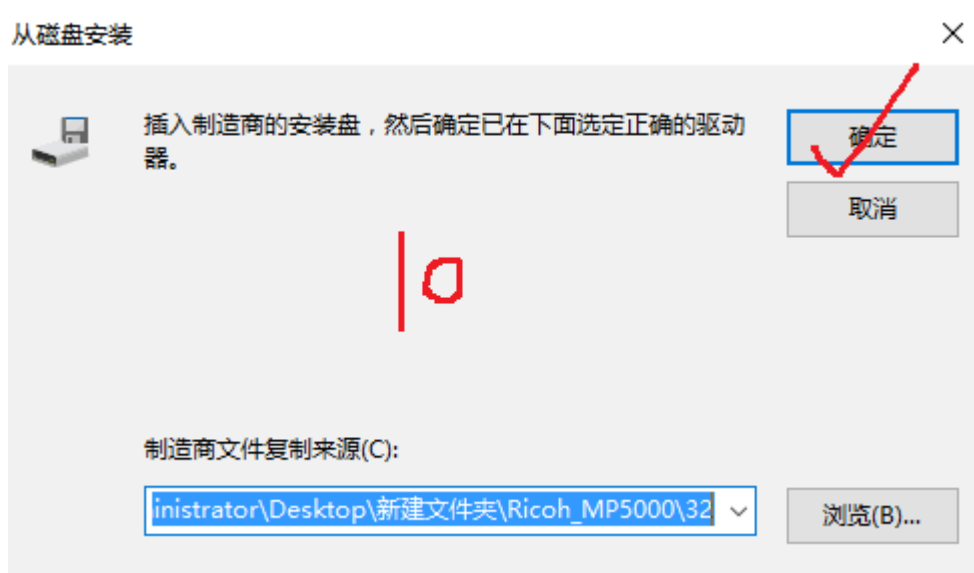 从磁盘安装
插入制造商的安装盘，然后确定已在下面选定正确的驱动
器。
确定
取消
10
制造商文件复制来源(C):
inistrator\Desktop\新建文件夹\Ricoh_MP5000\32
浏览(B)...